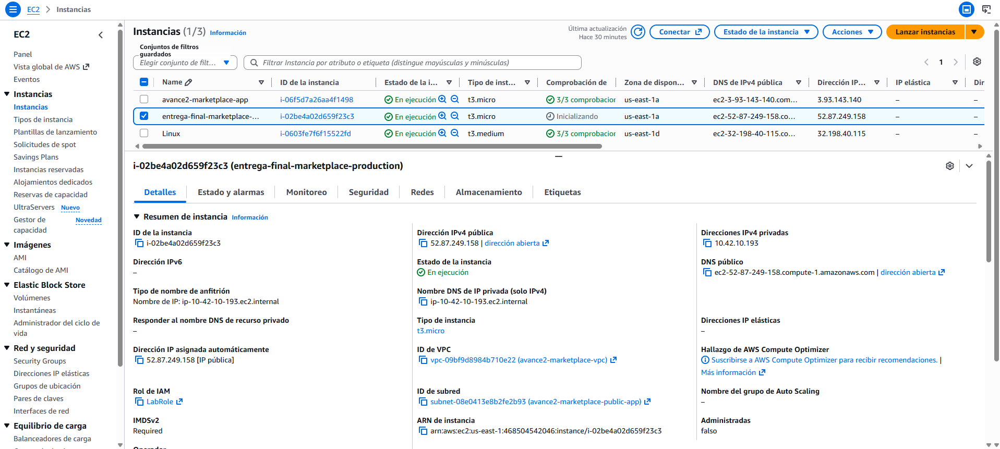 EC2 > Instancias
EC2
Panel
Vista global de AWS
Eventos
Instancias
Instancias
Tipos de instancia
Plantillas de lanzamiento
Solicitudes de spot
Savings Plans
Instancias reservadas
Alojamientos dedicados
Reservas de capacidad
UltraServers Nuevo
Gestor de capacidad Novedad
Imágenes
AMI
Catálogo de AMI
Elastic Block Store
Volúmenes
Instantáneas
Administrador del ciclo de
vida
Red y seguridad
Security Groups
Direcciones IP elásticas
Grupos de ubicación
Pares de claves
Interfaces de red
Equilibrio de carga
Balanceadores de carga
Instancias (1/3) Información
Última actualización
Hace 30 minutes
Conectar
Estado de la instancia
Acciones
Lanzar instancias
Conjuntos de filtros
guardados
Elegir conjunto de filt...
Filtrar Instancia por atributo o etiqueta (distingue mayúsculas y minúsculas)
1
Name ID de la instancia Estado de la i... Tipo de inst... Comprobación de Zona de dispon... DNS de IPv4 pública Dirección IP... IP elástica Dir
avance2-marketplace-app i-06f5d7a26aa4f1498 En ejecución t3.micro 3/3 comprobacior us-east-1a ec2-3-93-143-140.com... 3.93.143.140 – –
entrega-final-marketplace-... i-02be4a02d659f23c3 En ejecución t3.micro Inicializando us-east-1a ec2-52-87-249-158.co... 52.87.249.158 – –
Linux i-0603fe7f6f15522fd En ejecución t3.medium 3/3 comprobacior us-east-1d ec2-32-198-40-115.co... 32.198.40.115 – –
i-02be4a02d659f23c3 (entrega-final-marketplace-production)
Detalles Estado y alarmas Monitoreo Seguridad Redes Almacenamiento Etiquetas
Resumen de instancia Información
ID de la instancia
i-02be4a02d659f23c3
Dirección IPv4 pública
52.87.249.158 | dirección abierta
Direcciones IPv4 privadas
10.42.10.193
Dirección IPv6
–
Estado de la instancia
En ejecución
DNS público
ec2-52-87-249-158.compute-1.amazonaws.com | dirección abierta
Tipo de nombre de anfitrión
Nombre de IP: ip-10-42-10-193.ec2.internal
Nombre DNS de IP privada (solo IPv4)
ip-10-42-10-193.ec2.internal
Responder al nombre DNS de recurso privado
–
Tipo de instancia
t3.micro
Direcciones IP elásticas
–
Dirección IP asignada automáticamente
52.87.249.158 [IP pública]
ID de VPC
vpc-09bf9d8984b710e22 (avance2-marketplace-vpc)
Hallazgo de AWS Compute Optimizer
Suscribirse a AWS Compute Optimizer para recibir recomendaciones. |
Más información
Rol de IAM
LabRole
ID de subred
subnet-08e0413e8b2fe2b93 (avance2-marketplace-public-app)
Nombre del grupo de Auto Scaling
–
IMDSv2
Required
ARN de instancia
arn:aws:ec2:us-east-1:468504542046:instance/i-02be4a02d659f23c3
Administradas
falso
Operador